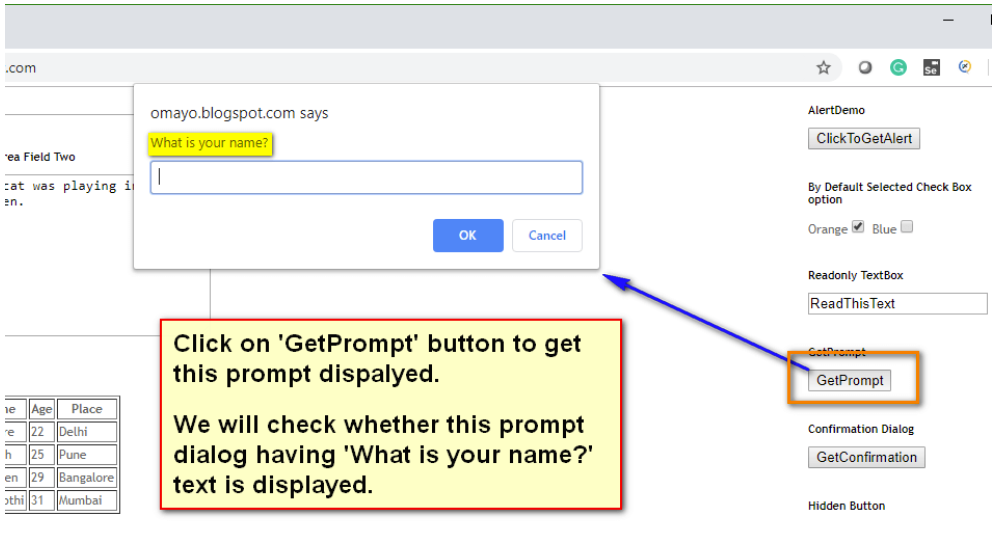 .com
Se
omayo.blogspot.com says
What is your name?
OK
Cancel
rea Field Two
cat was playing i
en.
AlertDemo
ClickToGetAlert
By Default Selected Check Box
option
Orange Blue
Readonly TextBox
ReadThisText
GetPrompt
GetPrompt
Confirmation Dialog
GetConfirmation
Hidden Button
Click on 'GetPrompt' button to get
this prompt dispalyed.
We will check whether this prompt
dialog having 'What is your name?'
text is displayed.
ne Age Place
re 22 Delhi
h 25 Pune
en 29 Bangalore
othi 31 Mumbai